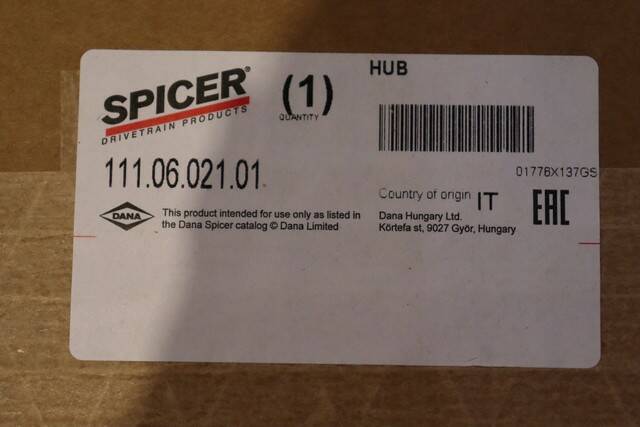 SPICER®
DRIVETRAIN PRODUCTS
(1)
QUANTITY
HUB
111.06.021.01
0177BX137GS
Country of origin IT
EAC
DANA
This product intended for use only as listed in
the Dana Spicer catalog © Dana Limited
Dana Hungary Ltd.
Körtefa st, 9027 Győr, Hungary